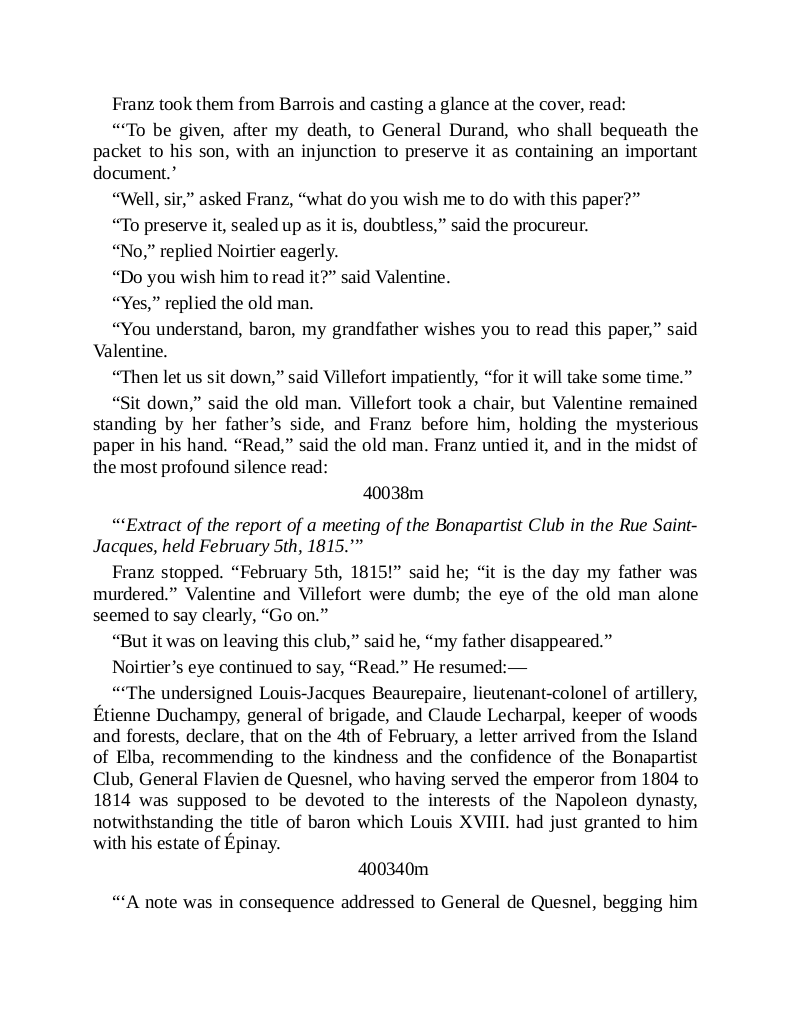 Franz took them from Barrois and casting a glance at the cover, read:
“‘To be given, after my death, to General Durand, who shall bequeath the
packet to his son, with an injunction to preserve it as containing an important
document.’
“Well, sir,” asked Franz, “what do you wish me to do with this paper?”
“To preserve it, sealed up as it is, doubtless,” said the procureur.
“No,” replied Noirtier eagerly.
“Do you wish him to read it?” said Valentine.
“Yes,” replied the old man.
“You understand, baron, my grandfather wishes you to read this paper,” said
Valentine.
“Then let us sit down,” said Villefort impatiently, “for it will take some time.”
“Sit down,” said the old man. Villefort took a chair, but Valentine remained
standing by her father’s side, and Franz before him, holding the mysterious
paper in his hand. “Read,” said the old man. Franz untied it, and in the midst of
the most profound silence read:
40038m
“‘Extract of the report of a meeting of the Bonapartist Club in the Rue Saint-
Jacques, held February 5th, 1815.’”
Franz stopped. “February 5th, 1815!” said he; “it is the day my father was
murdered.” Valentine and Villefort were dumb; the eye of the old man alone
seemed to say clearly, “Go on.”
“But it was on leaving this club,” said he, “my father disappeared.”
Noirtier’s eye continued to say, “Read.” He resumed:—
“‘The undersigned Louis-Jacques Beaurepaire, lieutenant-colonel of artillery,
Étienne Duchampy, general of brigade, and Claude Lecharpal, keeper of woods
and forests, declare, that on the 4th of February, a letter arrived from the Island
of Elba, recommending to the kindness and the confidence of the Bonapartist
Club, General Flavien de Quesnel, who having served the emperor from 1804 to
1814 was supposed to be devoted to the interests of the Napoleon dynasty,
notwithstanding the title of baron which Louis XVIII. had just granted to him
with his estate of Épinay.
400340m
“‘A note was in consequence addressed to General de Quesnel, begging him